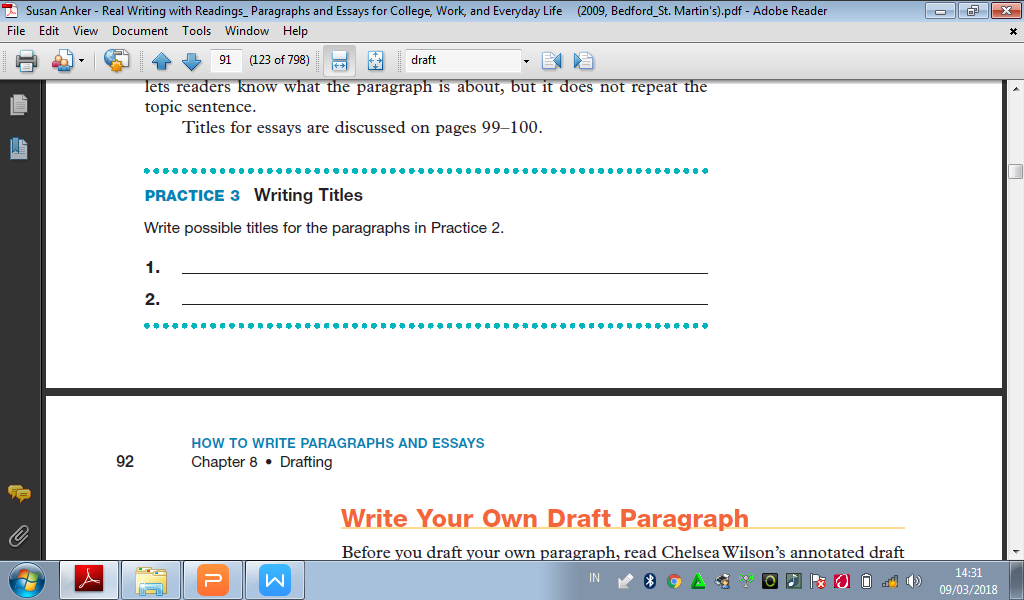 Susan Anker - Real Writing with Readings_ Paragraphs and Essays for College, Work, and Everyday Life     (2009, Bedford_St. Martin's).pdf - Adobe Reader
File Edit View Document Tools Window Help
91 (123 of 798) draft
lets readers know what the paragraph is about, but it does not repeat the
topic sentence.
Titles for essays are discussed on pages 99–100.
PRACTICE 3 Writing Titles
Write possible titles for the paragraphs in Practice 2.
1.
2.
HOW TO WRITE PARAGRAPHS AND ESSAYS
92 Chapter 8 • Drafting
Write Your Own Draft Paragraph
Before you draft your own paragraph, read Chelsea Wilson's annotated draft
IN
14:31
09/03/2018